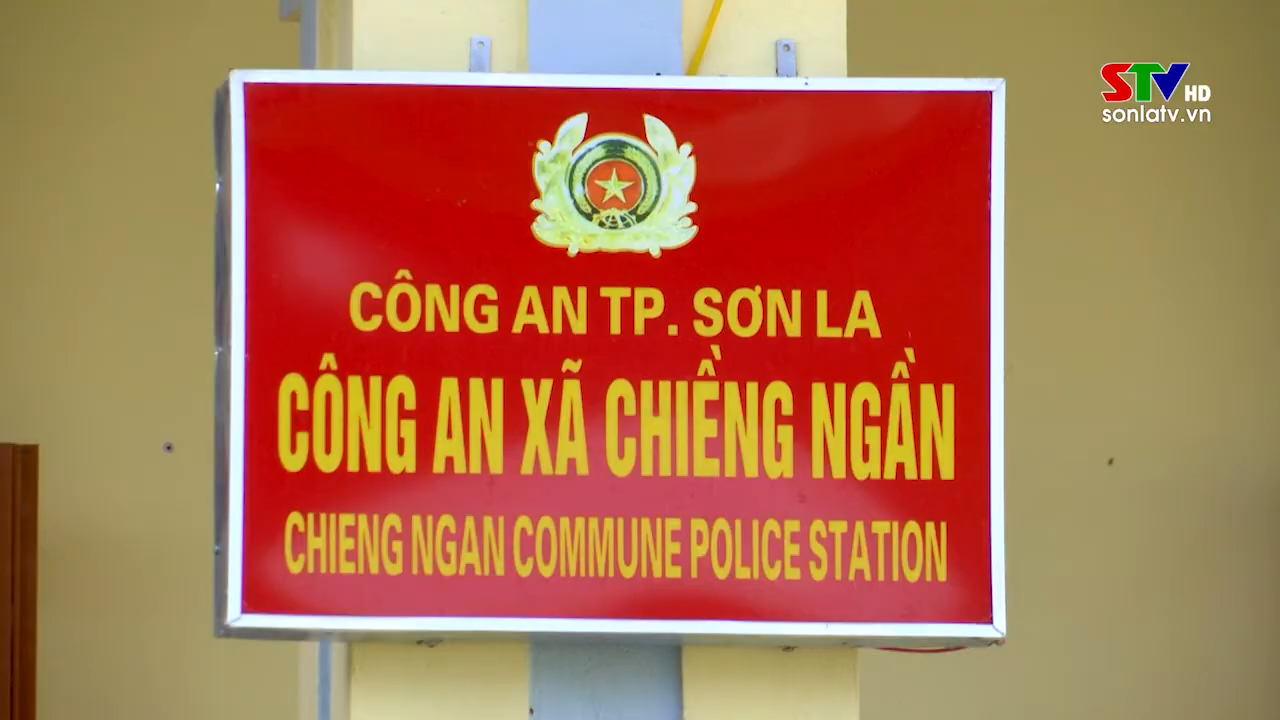 STV HD
sonlatv.vn
CÔNG AN TP. SƠN LA
CÔNG AN XÃ CHIỀNG NGẦN
CHIENG NGAN COMMUNE POLICE STATION